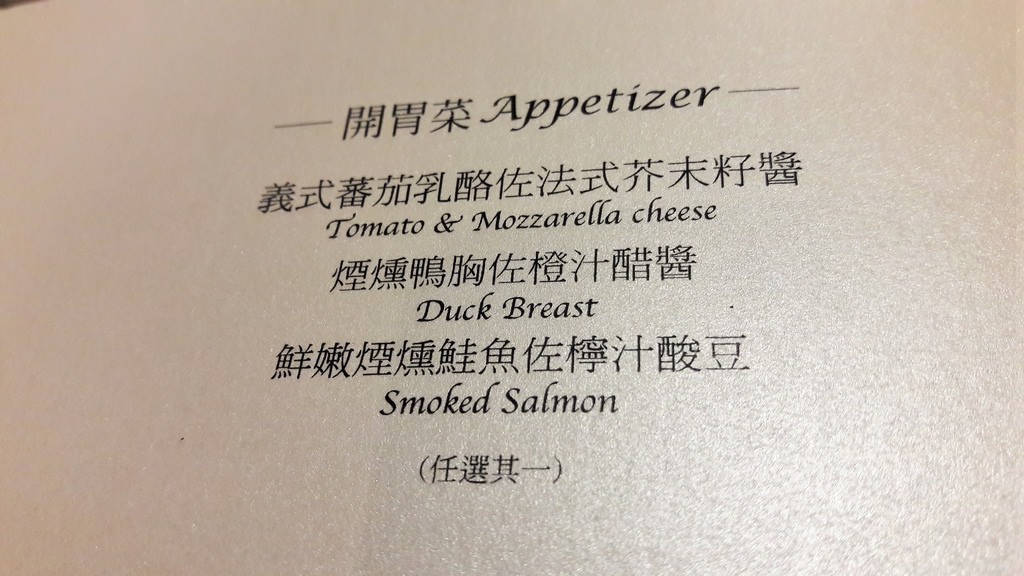 開胃菜 Appetizer
義式蕃茄乳酪佐法式芥末籽醬
Tomato & Mozzarella cheese
煙燻鴨胸佐橙汁醋醬
Duck Breast
鮮嫩煙燻鮭魚佐檸汁酸豆
Smoked Salmon
(任選其一)